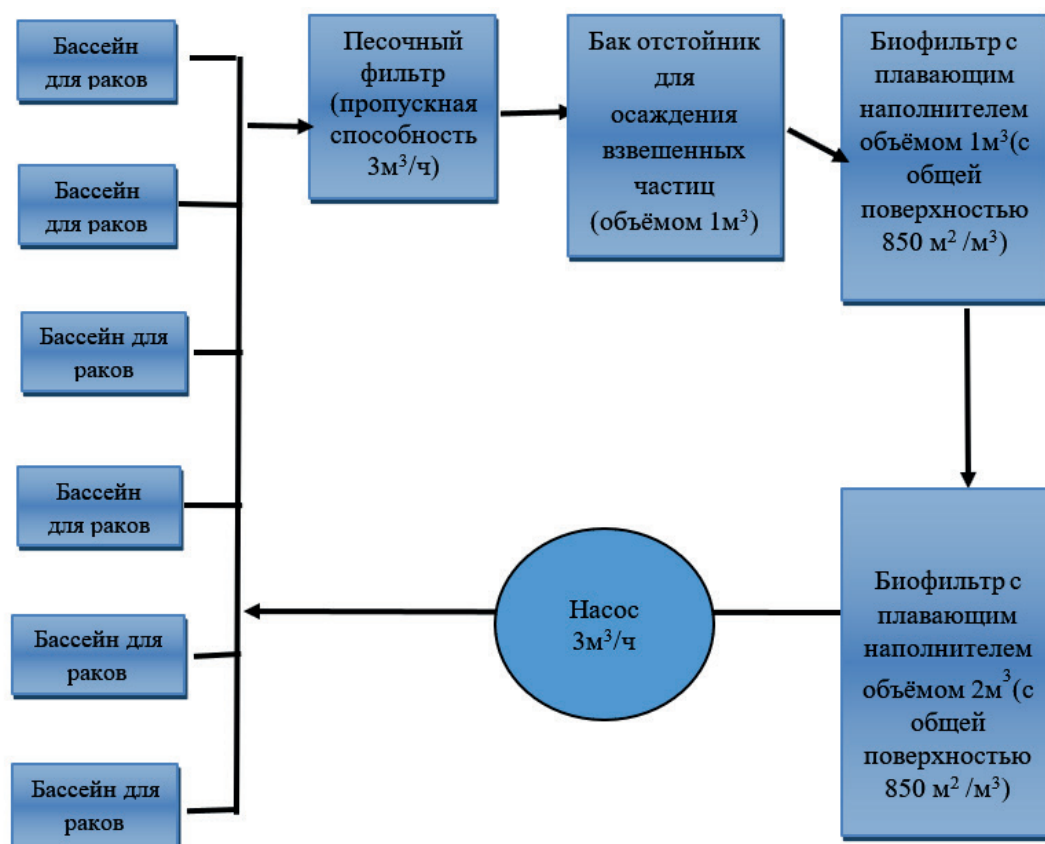 Бассейн
для раков
Бассейн
для раков
Бассейн для
раков
Бассейн
для раков
Бассейн для
раков
Бассейн для
раков
Песочный
фильтр
(пропускная
способность
3м³/ч)
Бак отстойник
для
осаждения
взвешенных
частиц
(объёмом 1м³)
Биофильтр с
плавающим
наполнителем
объёмом 1м³(с
общей
поверхностью
850 м² /м³)
Биофильтр с
плавающим
наполнителем
объёмом 2м³(с
общей
поверхностью
850 м² /м³)
Насос
3м³/ч